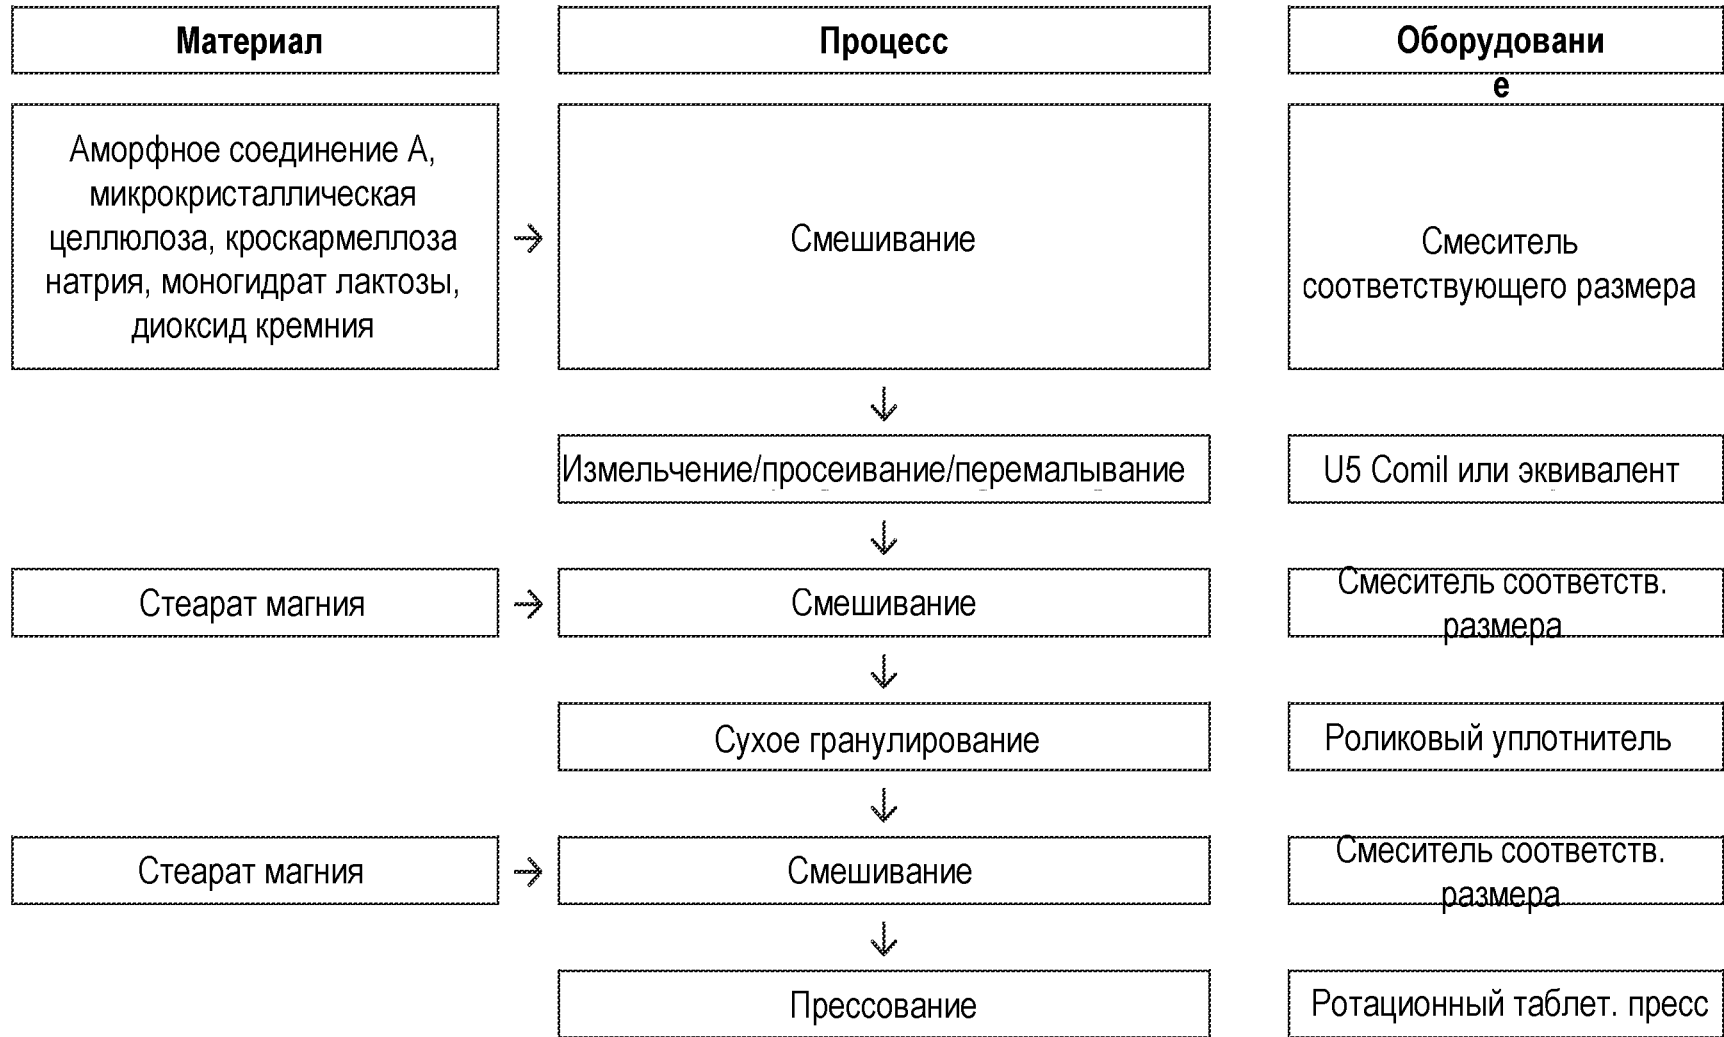 Материал
Процесс
Оборудовани
е
Аморфное соединение А,
микрокристаллическая
целлюлоза, кроскармеллоза
натрия, моногидрат лактозы,
диоксид кремния
Смешивание
Смеситель
соответствующего размера
Измельчение/просеивание/перемалывание
U5 Comil или эквивалент
Стеарат магния
Смешивание
Смеситель соответств.
размера
Сухое гранулирование
Роликовый уплотнитель
Стеарат магния
Смешивание
Смеситель соответств.
размера
Прессование
Ротационный таблет. пресс